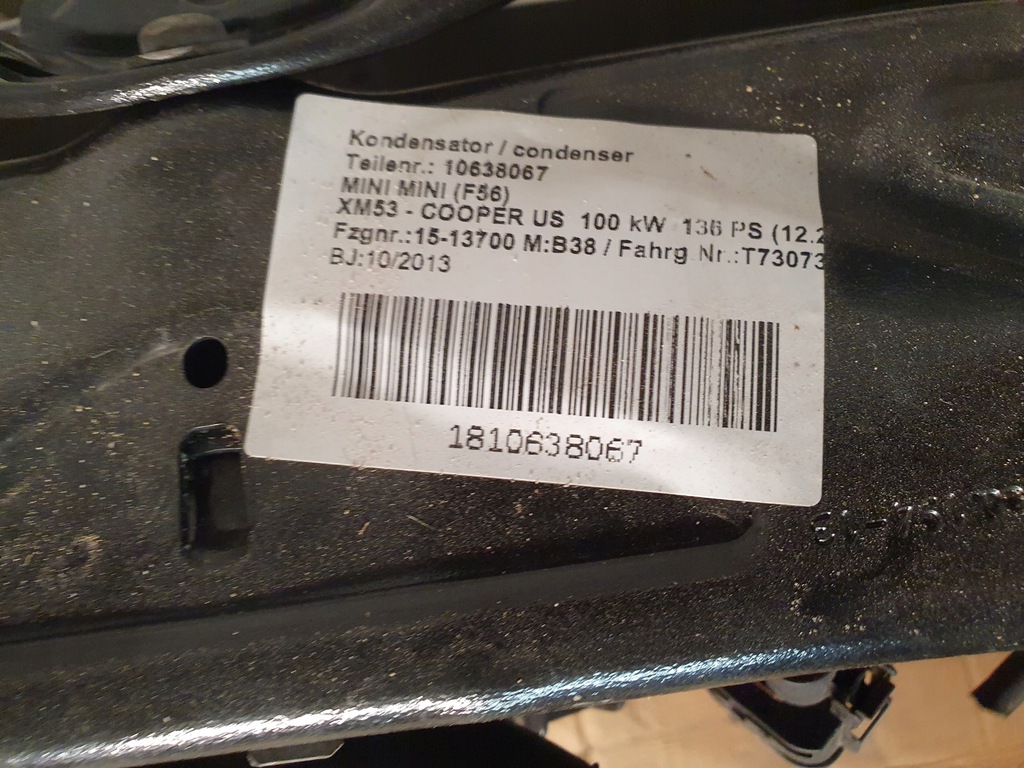 Kondensator / condenser
Teilenr.: 10638067
MINI MINI (F56)
XM53 - COOPER US 100 kW 136 PS (12.2
Fzgnr.:15-13700 M:B38 / Fahrg Nr.:T73073
BJ:10/2013
1810638067